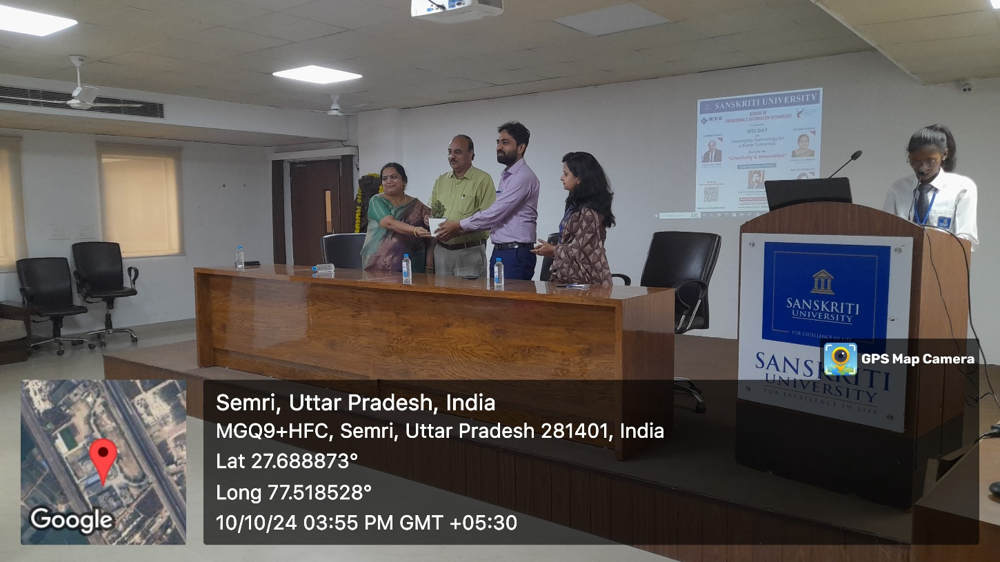 SANSKRITI UNIVERSITY
IEEE
SCHOOL OF
ENGINEERING & INFORMATION TECHNOLOGY
IEEE DAY
Leveraging Technology for
a Better Tomorrow
"Creativity & Innovation"
SANSKRITI
UNIVERSITY
FOR EXCELLENCE IN LIFE
GPS Map Camera
SANSKRITI
UNIVERSITY
FOR EXCELLENCE IN LIFE
Semri, Uttar Pradesh, India
MGQ9+HFC, Semri, Uttar Pradesh 281401, India
Lat 27.688873°
Long 77.518528°
10/10/24 03:55 PM GMT +05:30
Google